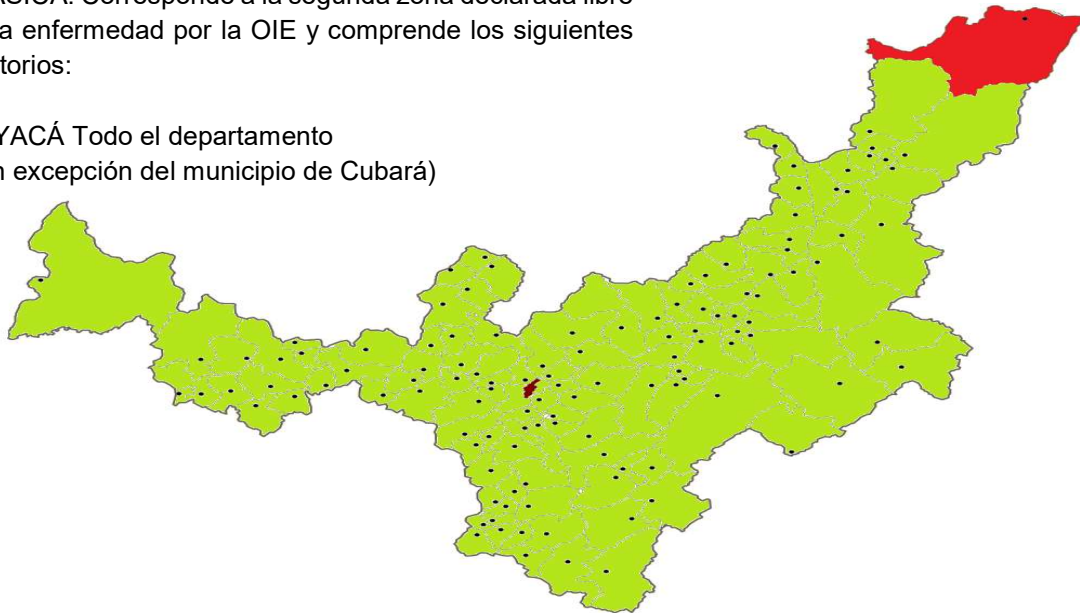 ÁSICA. Corresponde a la segunda zona declarada libre
a enfermedad por la OIE y comprende los siguientes
torios:
YACÁ Todo el departamento
n excepción del municipio de Cubará)